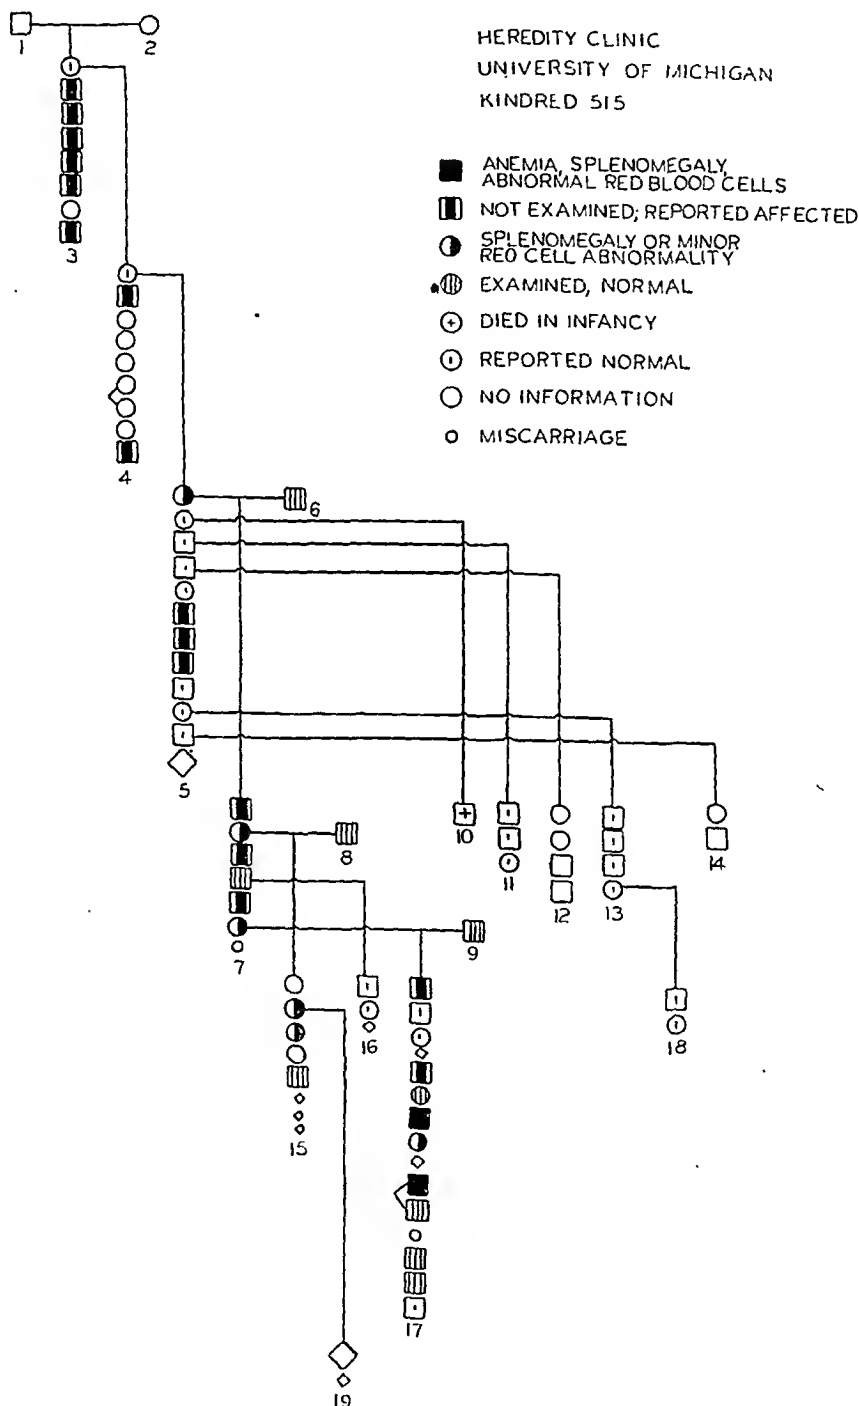 HEREDITY CLINIC
UNIVERSITY OF MICHIGAN
KINDRED 515
ANEMIA, SPLENOMEGALY,
ABNORMAL RED BLOOD CELLS
NOT EXAMINED; REPORTED AFFECTED
SPLENOMEGALY OR MINOR
RED CELL ABNORMALITY
EXAMINED, NORMAL
DIED IN INFANCY
REPORTED NORMAL
NO INFORMATION
MISCARRIAGE
1
2
3
4
5
6
7
8
9
10
11
12
13
14
15
16
17
18
19